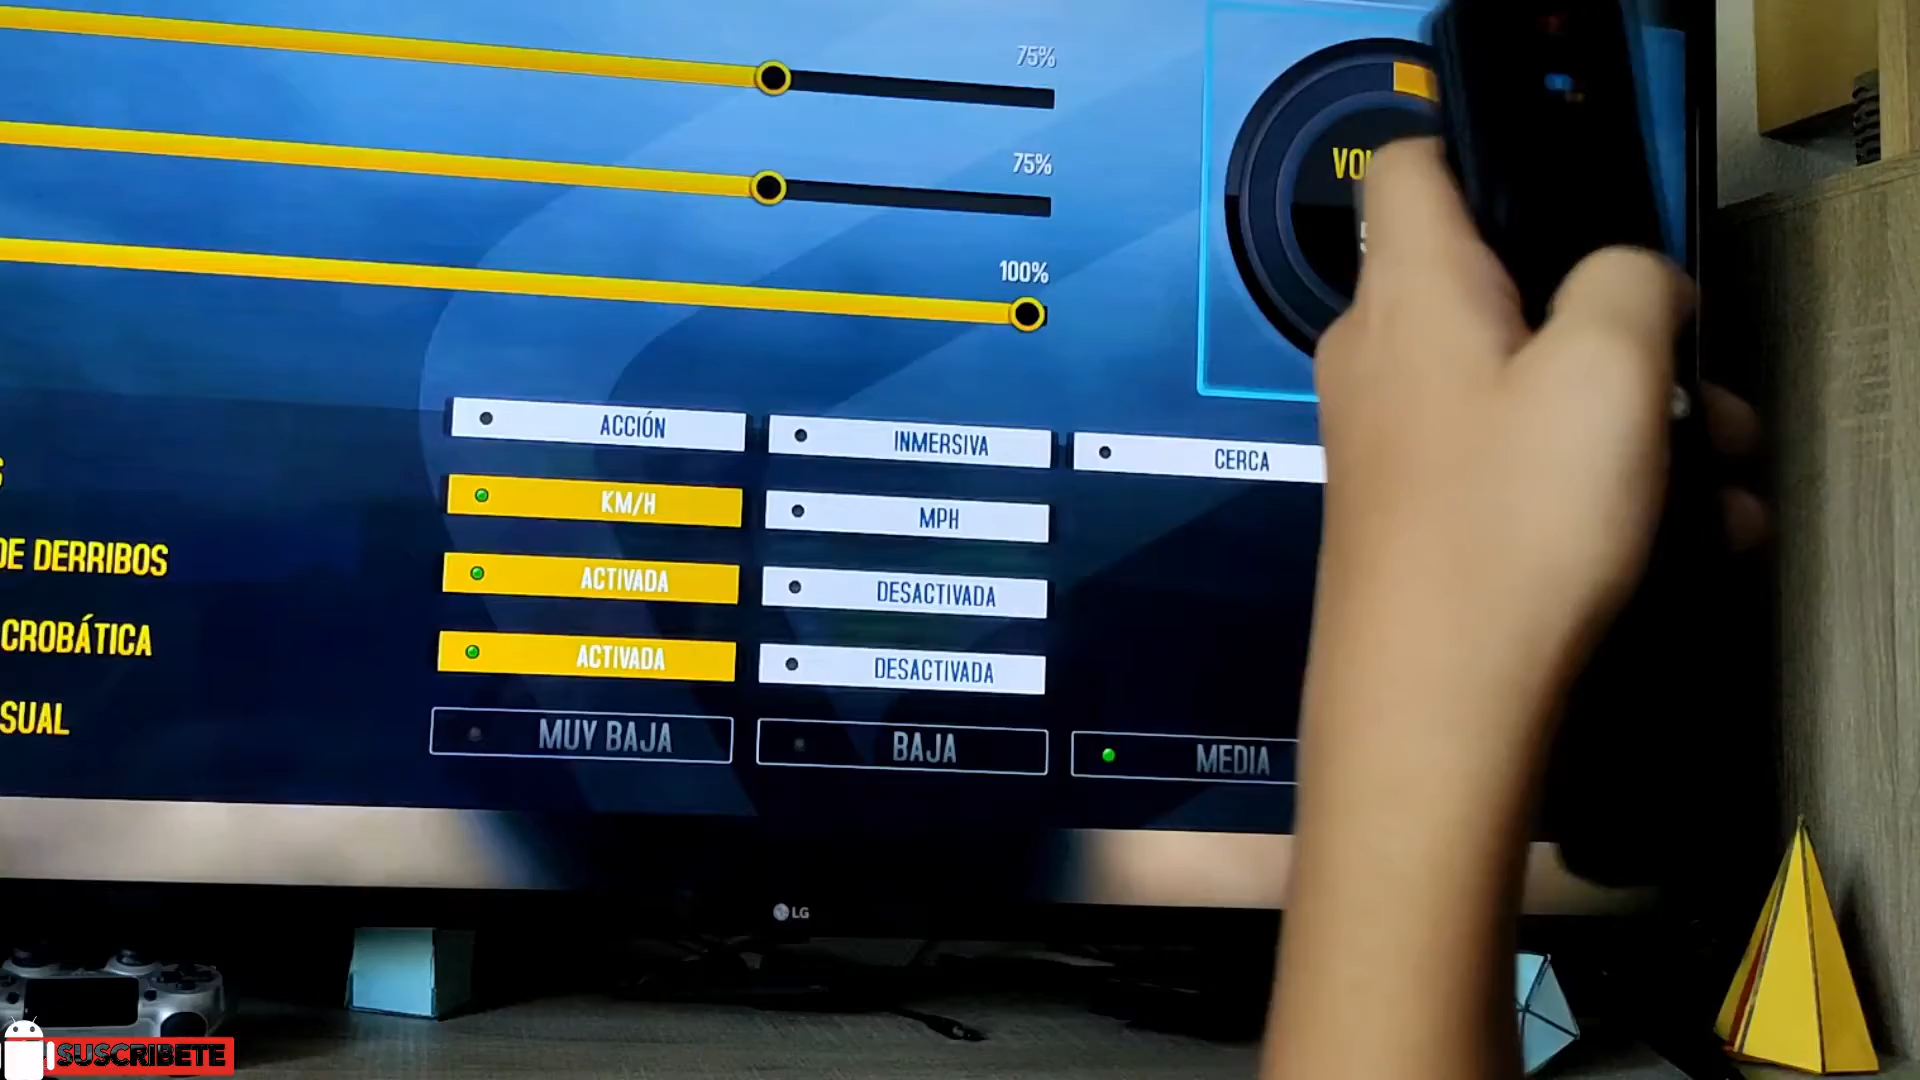 75%
75%
100%
ACCIÓN INMERSIVA CERCA
KM/H MPH
DE DERRIBOS ACTIVADA DESACTIVADA
CROBÁTICA ACTIVADA DESACTIVADA
SUAL MUY BAJA BAJA MEDIA
LG
SUSCRIBETE